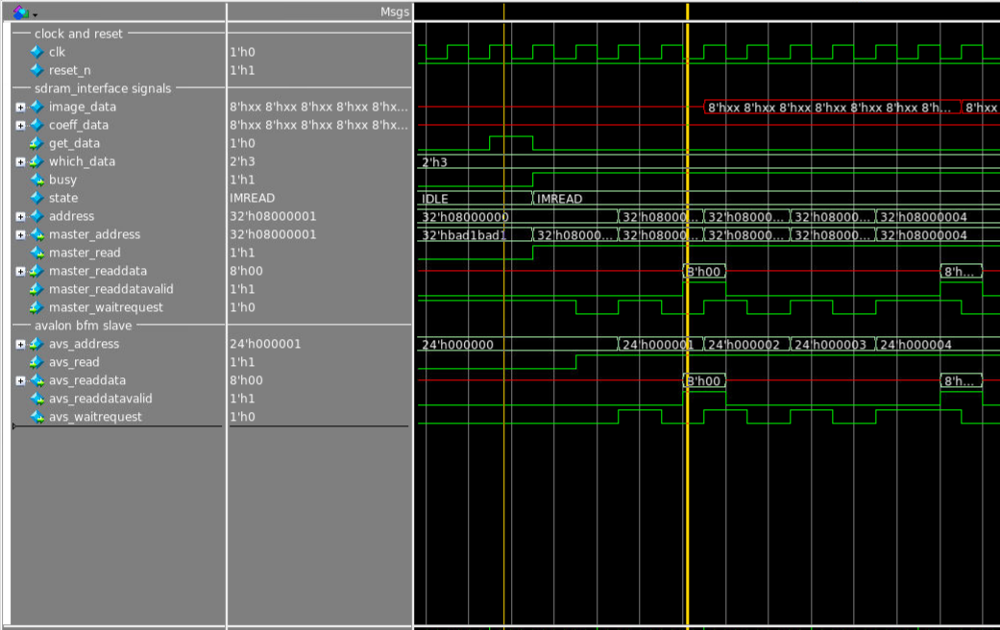 Msgs
clock and reset
clk 1'h0
reset_n 1'h1
sdram_interface signals
image_data 8'hxx 8'hxx 8'hxx 8'hxx 8'hx... 8'hxx 8'hxx 8'hxx 8'hxx 8'hxx 8'hxx 8'h... 8'hxx
coeff_data 8'hxx 8'hxx 8'hxx 8'hxx 8'hx...
get_data 1'h0
which_data 2'h3 2'h3
busy 1'h1
state IMREAD IDLE IMREAD
address 32'h08000001 32'h08000000 32'h08000... 32'h08000... 32'h08000... 32'h08000004
master_address 32'h08000001 32'hbad1bad1 32'h08000... 32'h08000... 32'h08000... 32'h08000... 32'h08000004
master_read 1'h1
master_readdata 8'h00 8'h00 8'h...
master_readdatavalid 1'h1
master_waitrequest 1'h0
avalon bfm slave
avs_address 24'h000001 24'h000000 24'h000001 24'h000002 24'h000003 24'h000004
avs_read 1'h1
avs_readdata 8'h00 8'h00 8'h...
avs_readdatavalid 1'h1
avs_waitrequest 1'h0